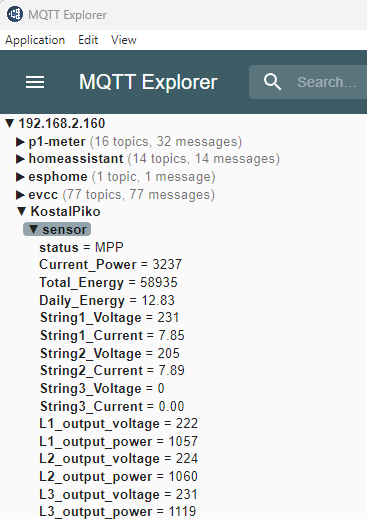 MQTT Explorer
Application Edit View
MQTT Explorer Search...
▼ 192.168.2.160
▶ p1-meter (16 topics, 32 messages)
▶ homeassistant (14 topics, 14 messages)
▶ esphome (1 topic, 1 message)
▶ evcc (77 topics, 77 messages)
▼ KostalPiko
▼ sensor
status = MPP
Current_Power = 3237
Total_Energy = 58935
Daily_Energy = 12.83
String1_Voltage = 231
String1_Current = 7.85
String2_Voltage = 205
String2_Current = 7.89
String3_Voltage = 0
String3_Current = 0.00
L1_output_voltage = 222
L1_output_power = 1057
L2_output_voltage = 224
L2_output_power = 1060
L3_output_voltage = 231
L3_output_power = 1119